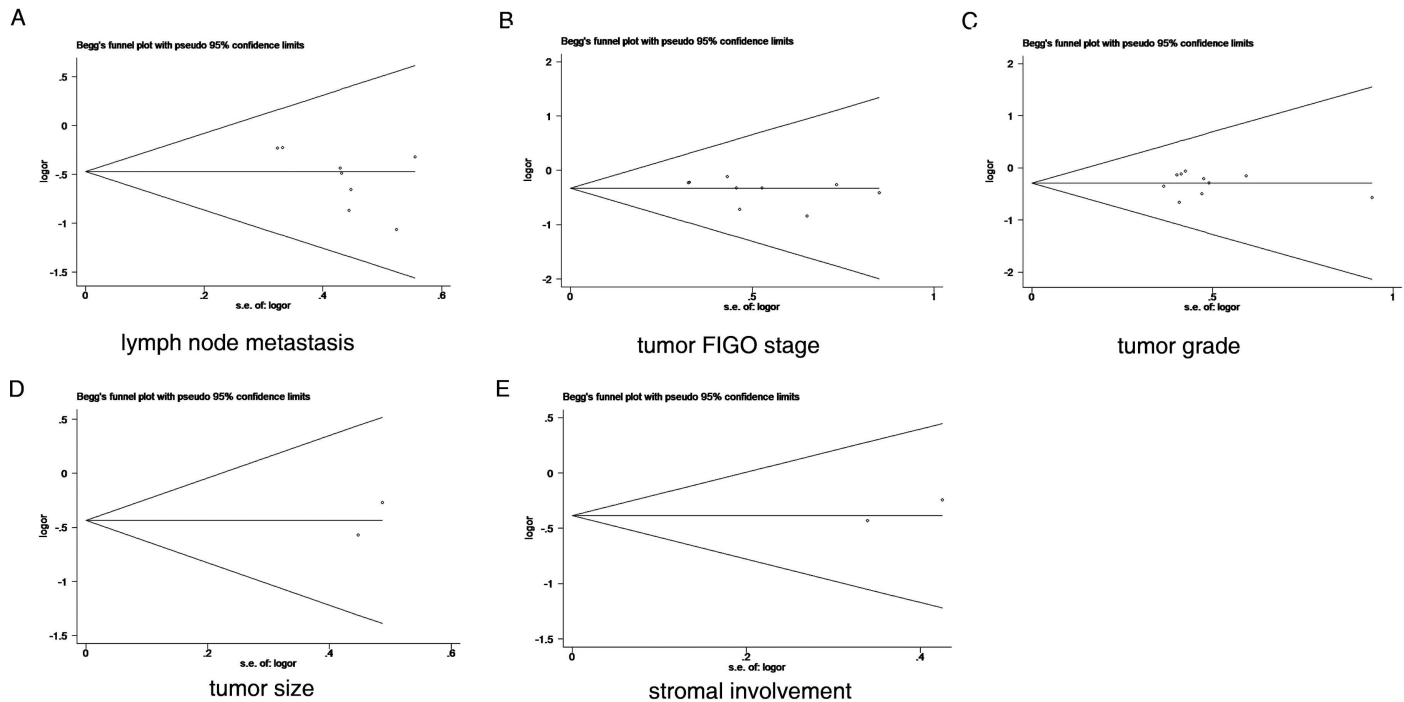 A
Begg's funnel plot with pseudo 95% confidence limits
.5
0
-.5
-1
-1.5
logor
0
.2
.4
.6
s.e. of: logor
lymph node metastasis
B
Begg's funnel plot with pseudo 95% confidence limits
2
1
0
-1
-2
logor
0
.5
1
s.e. of: logor
tumor FIGO stage
C
Begg's funnel plot with pseudo 95% confidence limits
2
1
0
-1
-2
logor
0
.5
1
s.e. of: logor
tumor grade
D
Begg's funnel plot with pseudo 95% confidence limits
.5
0
-.5
-1
-1.5
logor
0
.2
.4
.6
s.e. of: logor
tumor size
E
Begg's funnel plot with pseudo 95% confidence limits
.5
0
-.5
-1
-1.5
logor
0
.2
.4
s.e. of: logor
stromal involvement